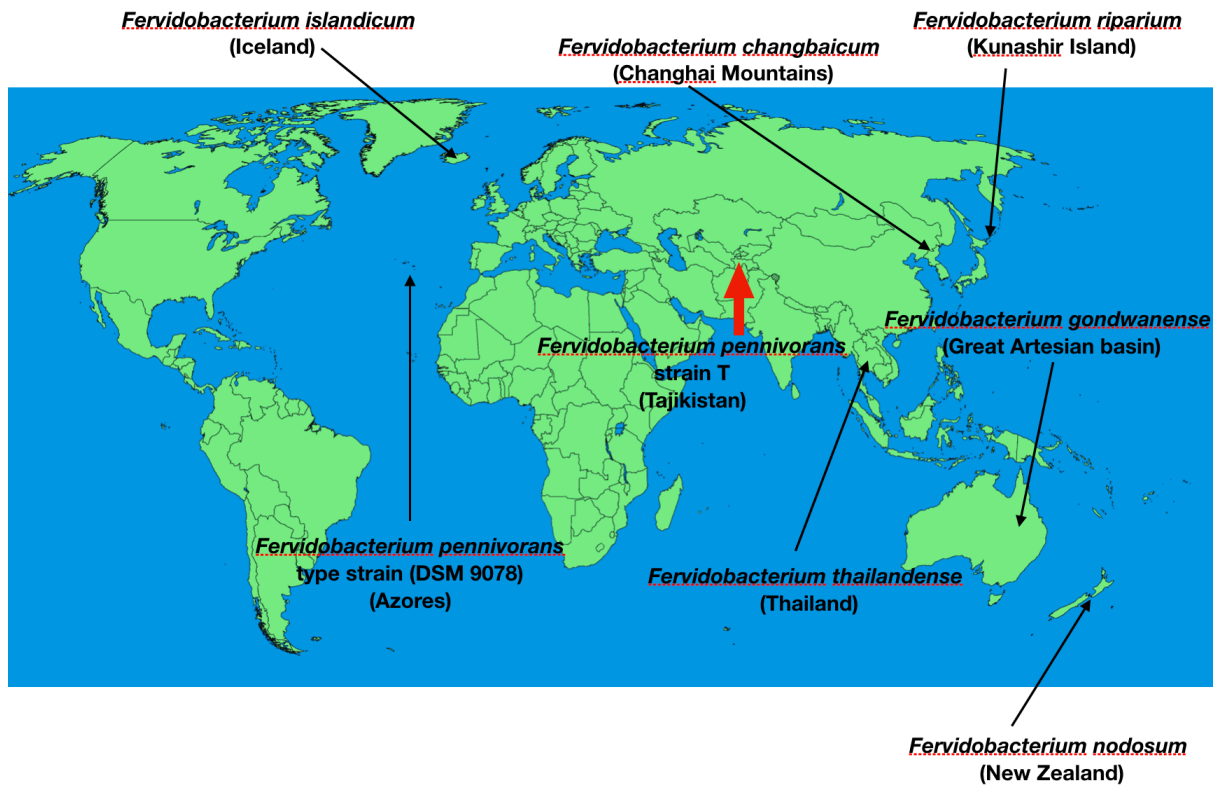 Fervidobacterium islandicum
(Iceland)
Fervidobacterium changbaicum
(Changhai Mountains)
Fervidobacterium riparium
(Kunashir Island)
Fervidobacterium gondwanense
(Great Artesian basin)
Fervidobacterium pennivorans
strain T
(Tajikistan)
Fervidobacterium pennivorans
type strain (DSM 9078)
(Azores)
Fervidobacterium thailandense
(Thailand)
Fervidobacterium nodosum
(New Zealand)